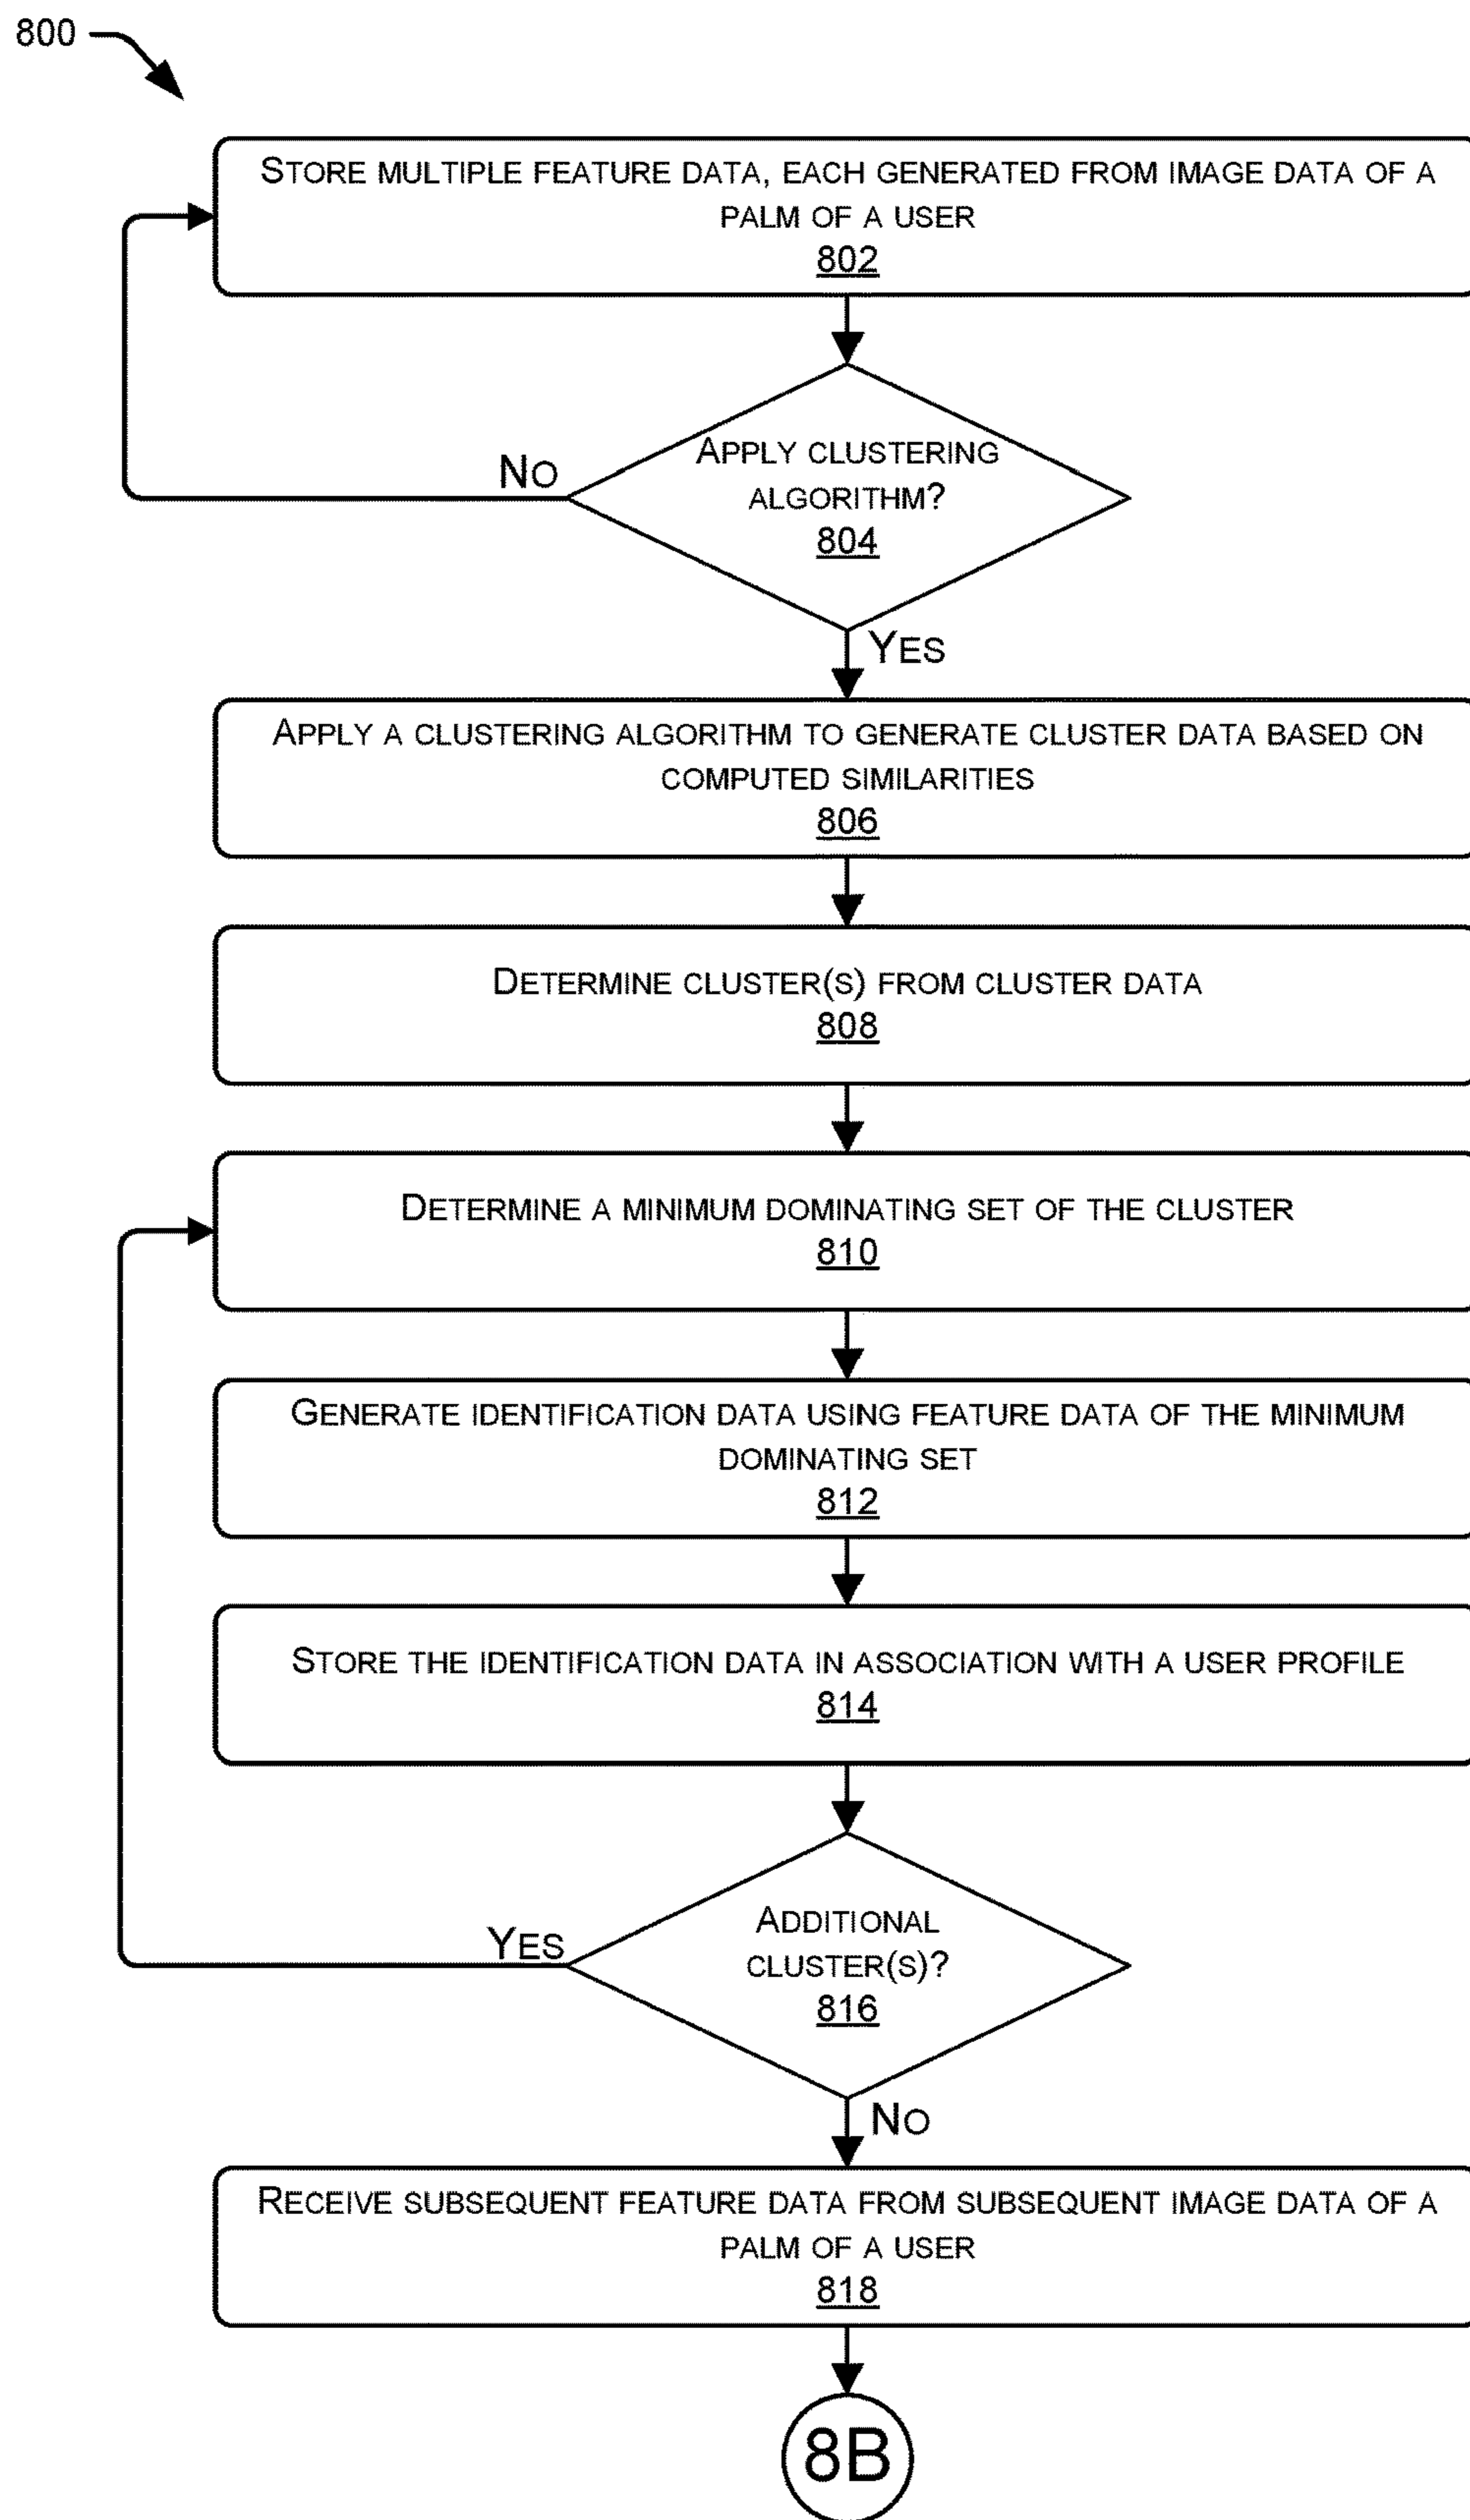 800
STORE MULTIPLE FEATURE DATA, EACH GENERATED FROM IMAGE DATA OF A
PALM OF A USER
802
APPLY CLUSTERING
ALGORITHM?
804
NO
YES
APPLY A CLUSTERING ALGORITHM TO GENERATE CLUSTER DATA BASED ON
COMPUTED SIMILARITIES
806
DETERMINE CLUSTER(S) FROM CLUSTER DATA
808
DETERMINE A MINIMUM DOMINATING SET OF THE CLUSTER
810
GENERATE IDENTIFICATION DATA USING FEATURE DATA OF THE MINIMUM
DOMINATING SET
812
STORE THE IDENTIFICATION DATA IN ASSOCIATION WITH A USER PROFILE
814
ADDITIONAL
CLUSTER(S)?
816
YES
NO
RECEIVE SUBSEQUENT FEATURE DATA FROM SUBSEQUENT IMAGE DATA OF A
PALM OF A USER
818
8B